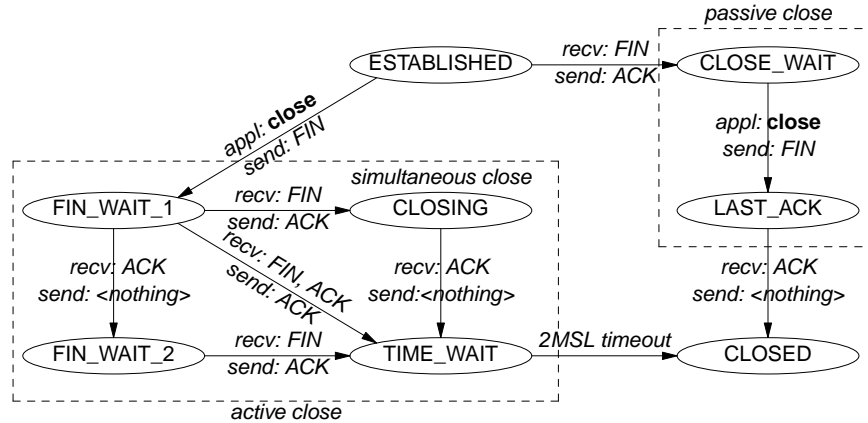 passive close
ESTABLISHED
recv: FIN
send: ACK
CLOSE_WAIT
appl: close
send: FIN
appl: close
send: FIN
simultaneous close
FIN_WAIT_1
recv: FIN
send: ACK
CLOSING
LAST_ACK
recv: ACK
send: <nothing>
recv: FIN, ACK
send: ACK
recv: ACK
send:<nothing>
recv: ACK
send: <nothing>
FIN_WAIT_2
recv: FIN
send: ACK
TIME_WAIT
2MSL timeout
CLOSED
active close